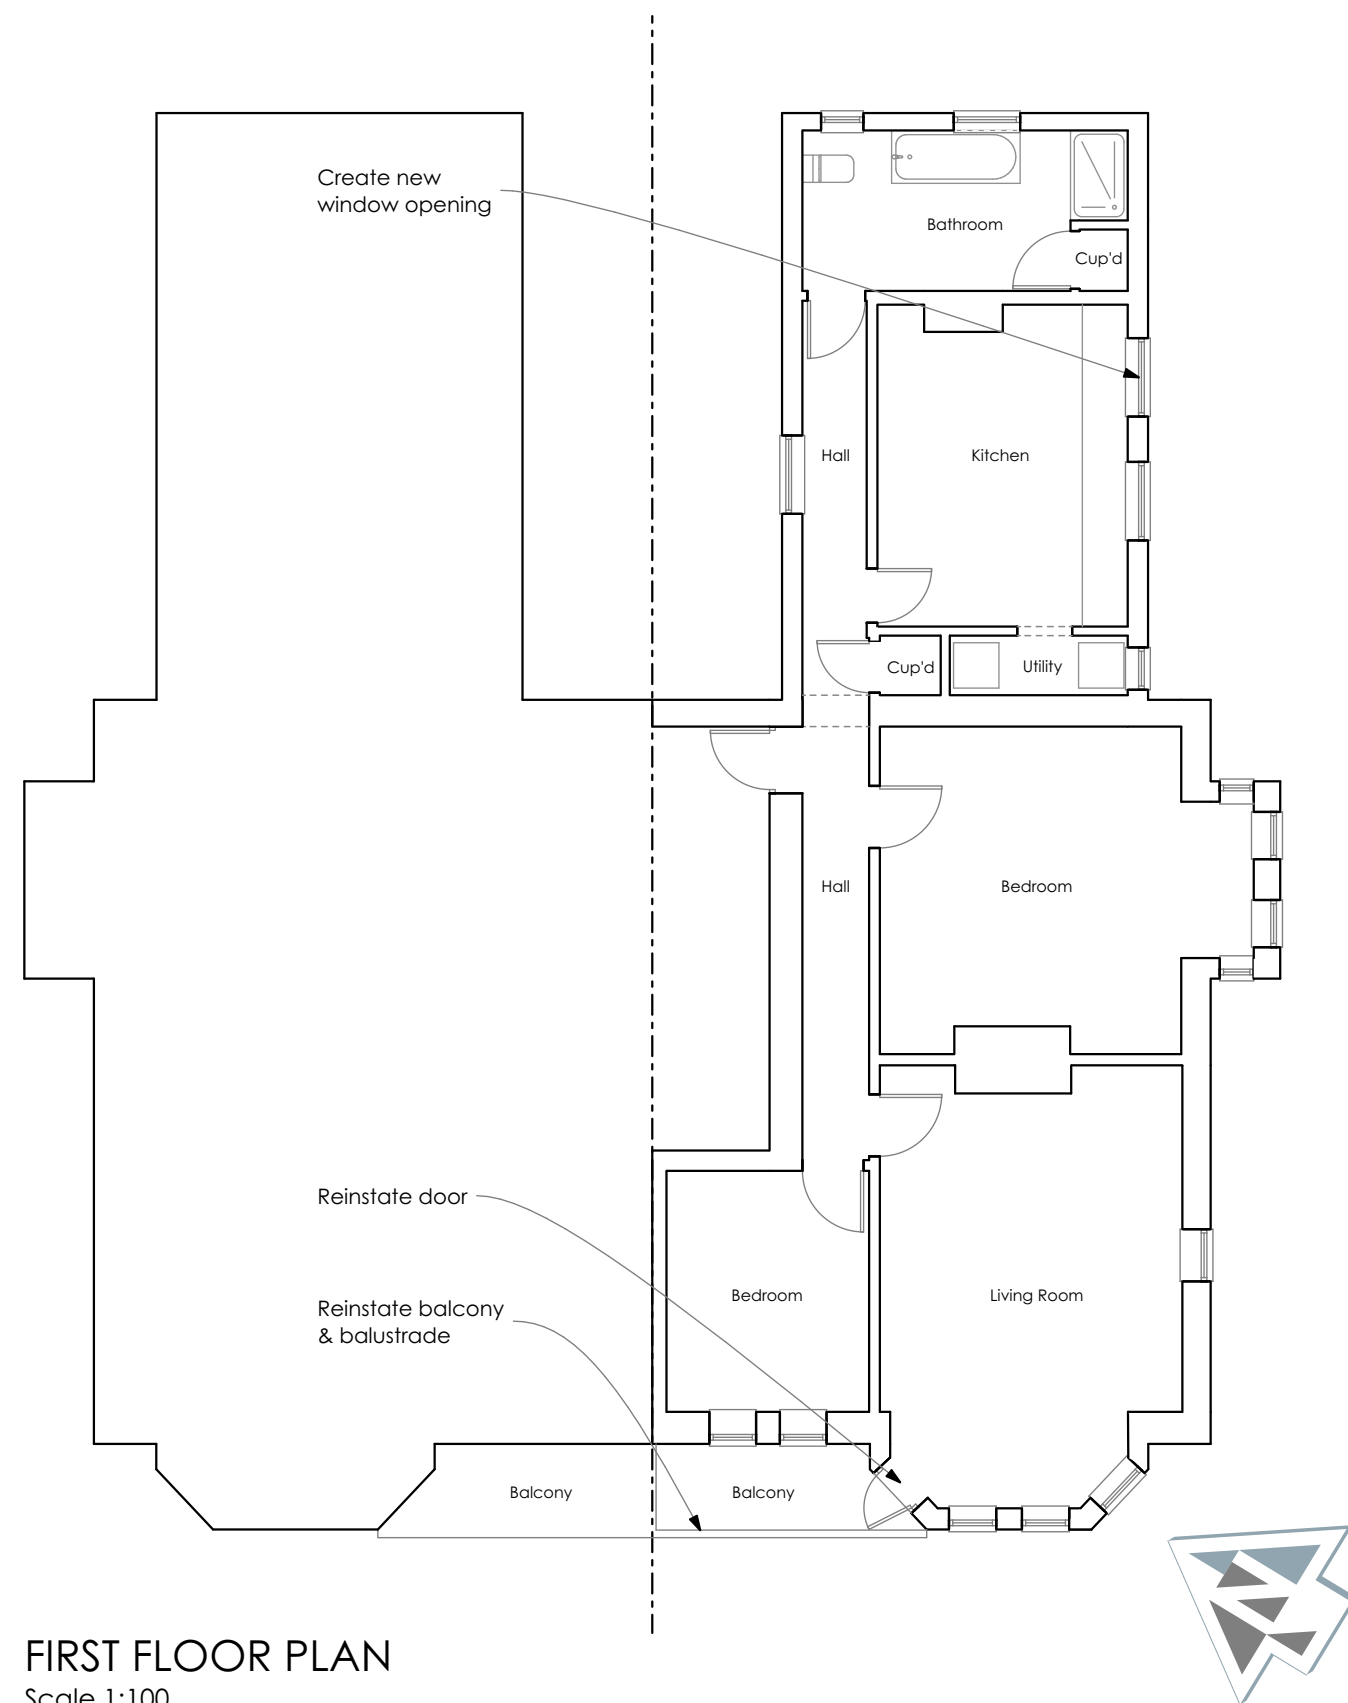 Create new
window opening
Bathroom
Cup'd
Hall
Kitchen
Cup'd
Utility
Hall
Bedroom
Reinstate door
Bedroom
Living Room
Reinstate balcony
& balustrade
Balcony
Balcony
FIRST FLOOR PLAN
Scale 1:100